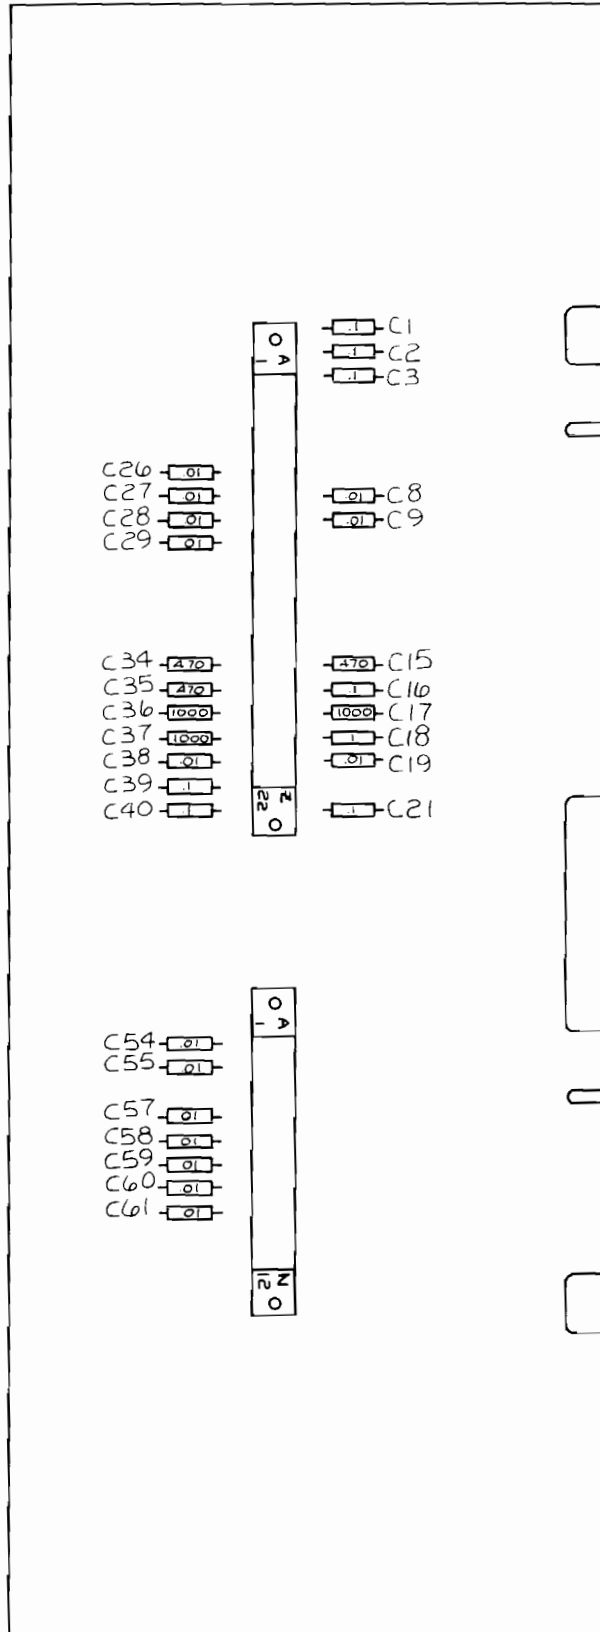 .1 C1
A
1
.1 C2
.1 C3
C26 .01
C27 .01
.01 C8
C28 .01
.01 C9
C29 .01
C34 470
470 C15
C35 470
.1 C16
C36 1000
1000 C17
C37 1000
.1 C18
C38 .01
.01 C19
C39 .1
Z
22
C40 .1
.1 C21
A
1
C54 .01
C55 .01
C57 .01
C58 .01
C59 .01
C60 .01
C61 .01
N
12